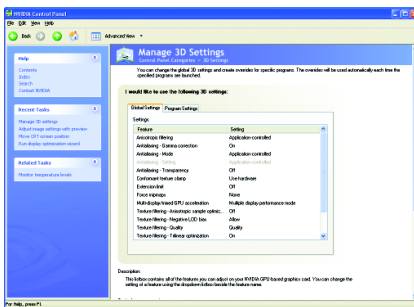 NVIDIA Control Panel
File Edit View Help
Back Advanced View
Help
Contents
Index
Search
Contact NVIDIA
Recent Tasks
Manage 3D settings
Adjust image settings with preview
Move CRT screen position
Run display optimization wizard
Related Tasks
Monitor temperature levels
Manage 3D Settings
Control Panel Categories > 3D Settings
You can change the global 3D settings and create overrides for specific programs. The overrides will be used automatically each time the
specified programs are launched.
I would like to use the following 3D settings:
Global Settings Program Settings
Settings
Feature Setting
Anisotropic filtering Application-controlled
Antialiasing - Gamma correction On
Antialiasing - Mode Application-controlled
Antialiasing - Setting Application-controlled
Antialiasing - Transparency Off
Conformant texture clamp Use hardware
Extension limit Off
Force mipmaps None
Multi-display/mixed-GPU acceleration Multiple display performance mode
Texture filtering - Anisotropic sample optimiz... Off
Texture filtering - Negative LOD bias Allow
Texture filtering - Quality Quality
Texture filtering - Trilinear optimization On
Description:
This listbox contains all of the features you can adjust on your NVIDIA GPU-based graphics card. You can change the
setting of a feature using the dropdown listbox beside the feature name.
For Help, press F1